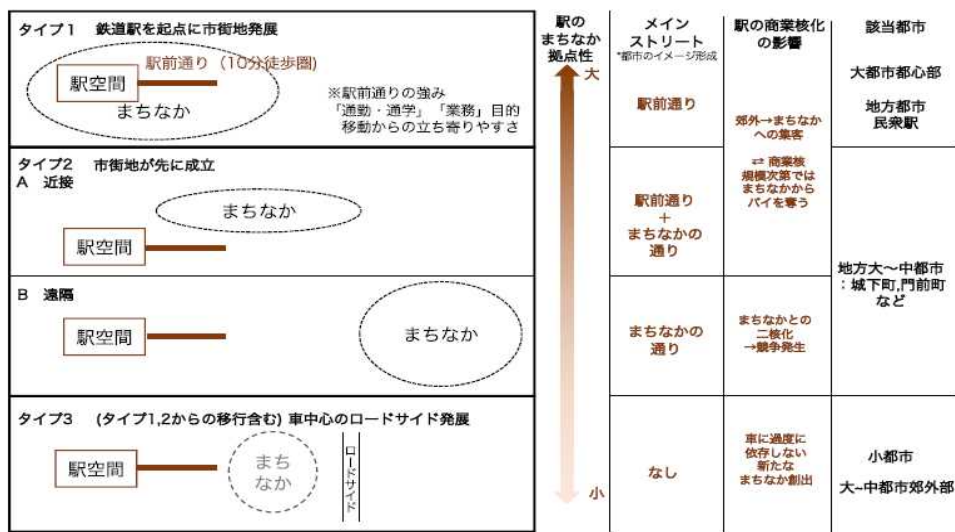 タイプ1 鉄道駅を起点に市街地発展
駅前通り（10分徒歩圏)
駅空間
まちなか
※駅前通りの強み
「通勤・通学」「業務」目的
移動からの立ち寄りやすさ
タイプ2 市街地が先に成立
A 近接
まちなか
駅空間
B 遠隔
駅空間
まちなか
タイプ3 (タイプ1,2からの移行含む) 車中心のロードサイド発展
駅空間
まち
なか
ロードサイド
駅の
まちなか
拠点性
大
小
メイン
ストリート
*都市のイメージ形成
駅前通り
駅前通り
+
まちなかの
通り
まちなかの
通り
なし
駅の商業核化
の影響
郊外→まちなか
への集客
⇄ 商業核
規模次第では
まちなかから
パイを奪う
まちなかとの
二核化
→競争発生
車に過度に
依存しない
新たな
まちなか創出
該当都市
大都市都心部
地方都市
民衆駅
地方大〜中都市
：城下町,門前町
など
小都市
大~中都市郊外部